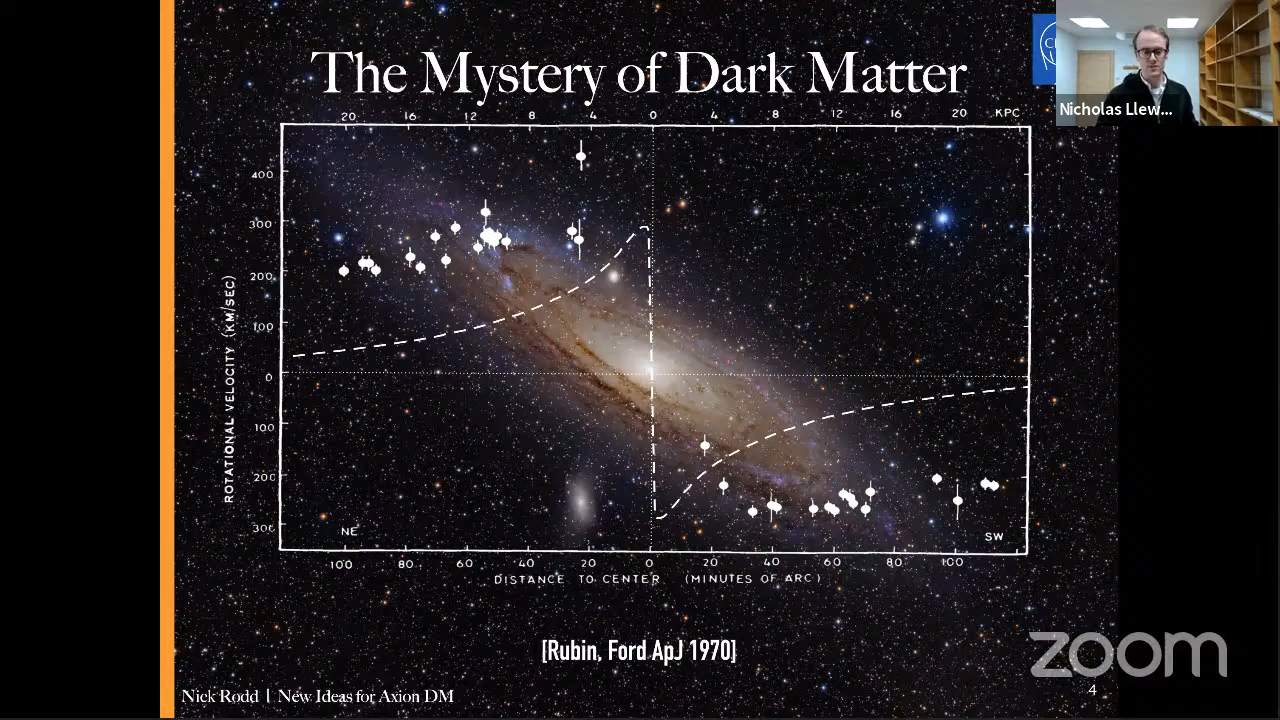 The Mystery of Dark Matter
Nicholas Llew...
20 16 12 8 4 0 4 8 12 16 20 KPC
400
300
200
100
0
100
200
300
ROTATIONAL VELOCITY (KM/SEC)
NE
SW
100 80 60 40 20 0 20 40 60 80 100
DISTANCE TO CENTER (MINUTES OF ARC)
[Rubin, Ford ApJ 1970]
zoom
Nick Rodd | New Ideas for Axion DM
4